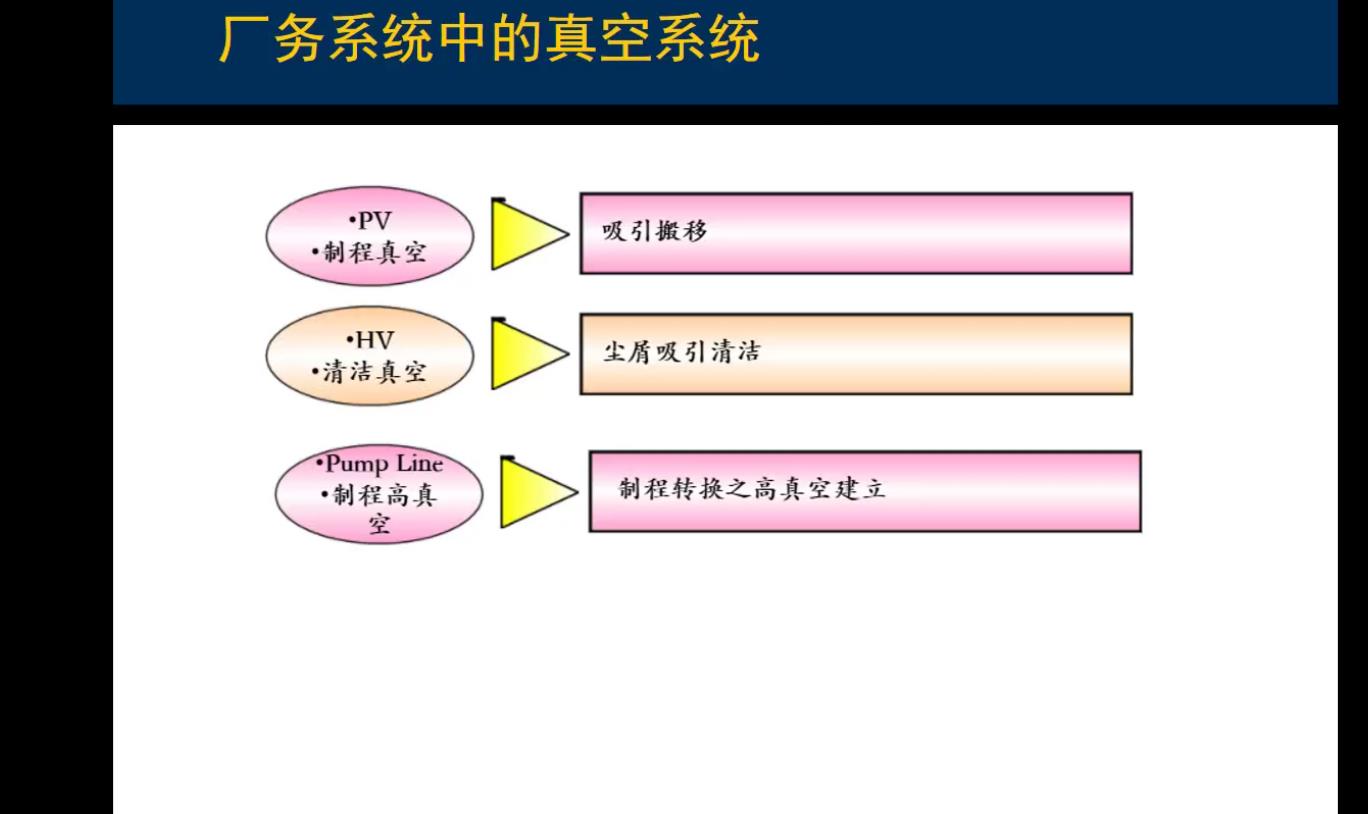 厂务系统中的真空系统
•PV
•制程真空
吸引搬移
•HV
•清洁真空
尘屑吸引清洁
•Pump Line
•制程高真
空
制程转换之高真空建立